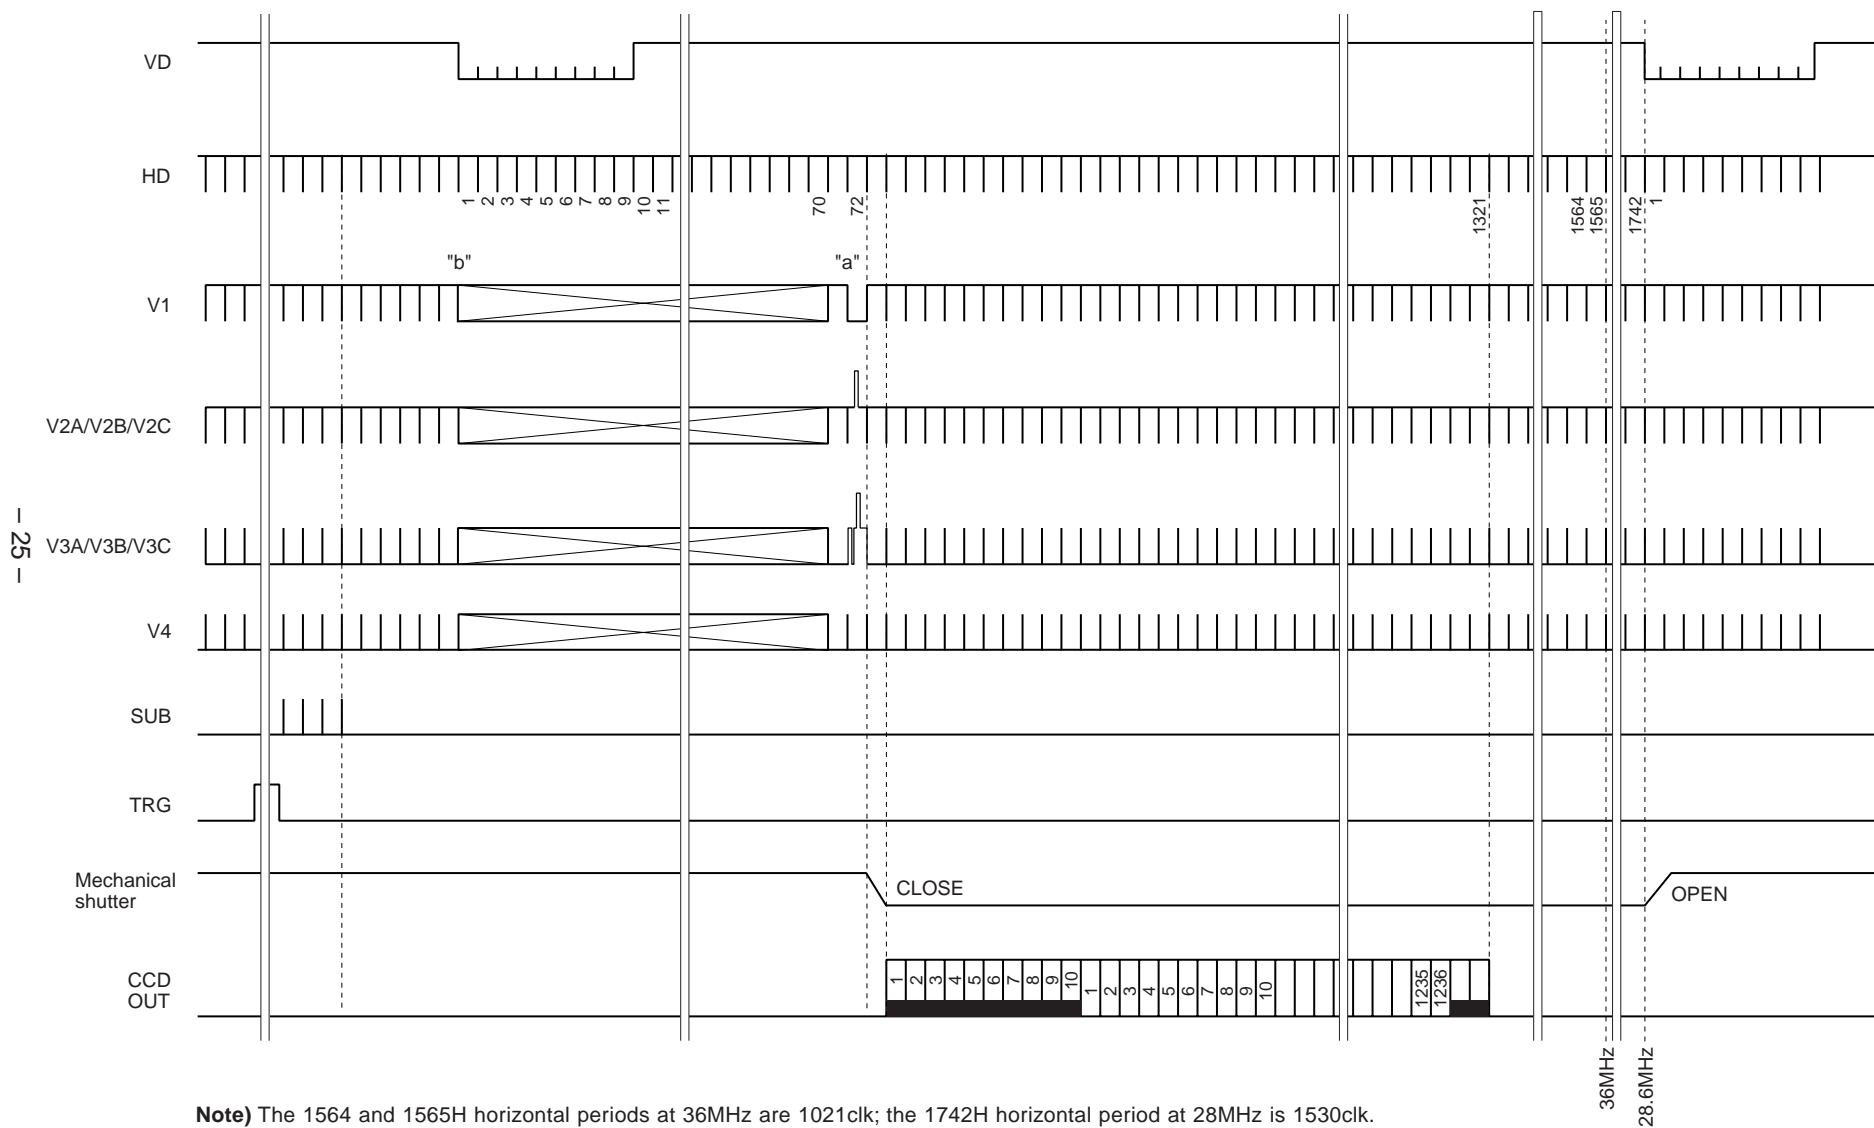 VD
HD
1 2 3 4 5 6 7 8 9 10 11 70 72 1321 1564 1565 1742 1
"b" "a"
V1
V2A/V2B/V2C
V3A/V3B/V3C
V4
SUB
TRG
Mechanical
shutter
CLOSE
OPEN
CCD
OUT
1 2 3 4 5 6 7 8 9 10 1 2 3 4 5 6 7 8 9 10 1235 1236
36MHz
28.6MHz
Note) The 1564 and 1565H horizontal periods at 36MHz are 1021clk; the 1742H horizontal period at 28MHz is 1530clk.
– 25 –